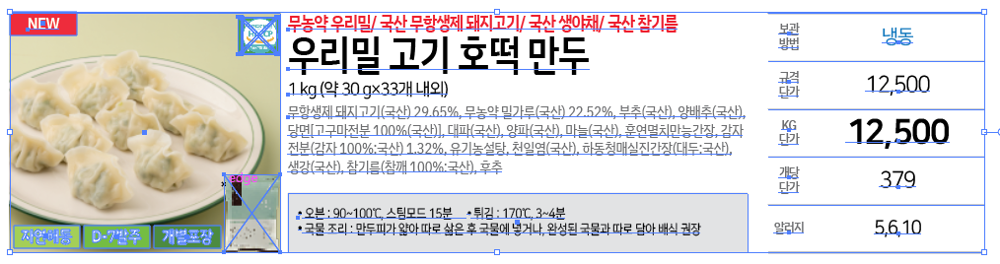 NEW
무농약 우리밀/ 국산 무항생제 돼지고기/ 국산 생야채/ 국산 참기름
우리밀 고기 호떡 만두
1 kg (약 30 g×33개 내외)
무항생제 돼지고기(국산) 29.65%, 무농약 밀가루(국산) 22.52%, 부추(국산), 양배추(국산),
당면[고구마전분 100%(국산)], 대파(국산), 양파(국산), 마늘(국산), 훈연멸치만능간장, 감자
전분(감자 100%:국산) 1.32%, 유기농설탕, 천일염(국산), 하동청매실진간장(대두:국산),
생강(국산), 참기름(참깨 100%:국산), 후추
edge
자연해동 D-7발주 개별포장
• 오븐 : 90~100℃, 스팀모드 15분 • 튀김 : 170℃, 3~4분
• 국물 조리 : 만두피가 얇아 따로 삶은 후 국물에 넣거나, 완성된 국물과 따로 담아 배식 권장
보관
방법
냉동
규격
단가
12,500
KG
단가
12,500
개당
단가
379
알러지
5,6,10